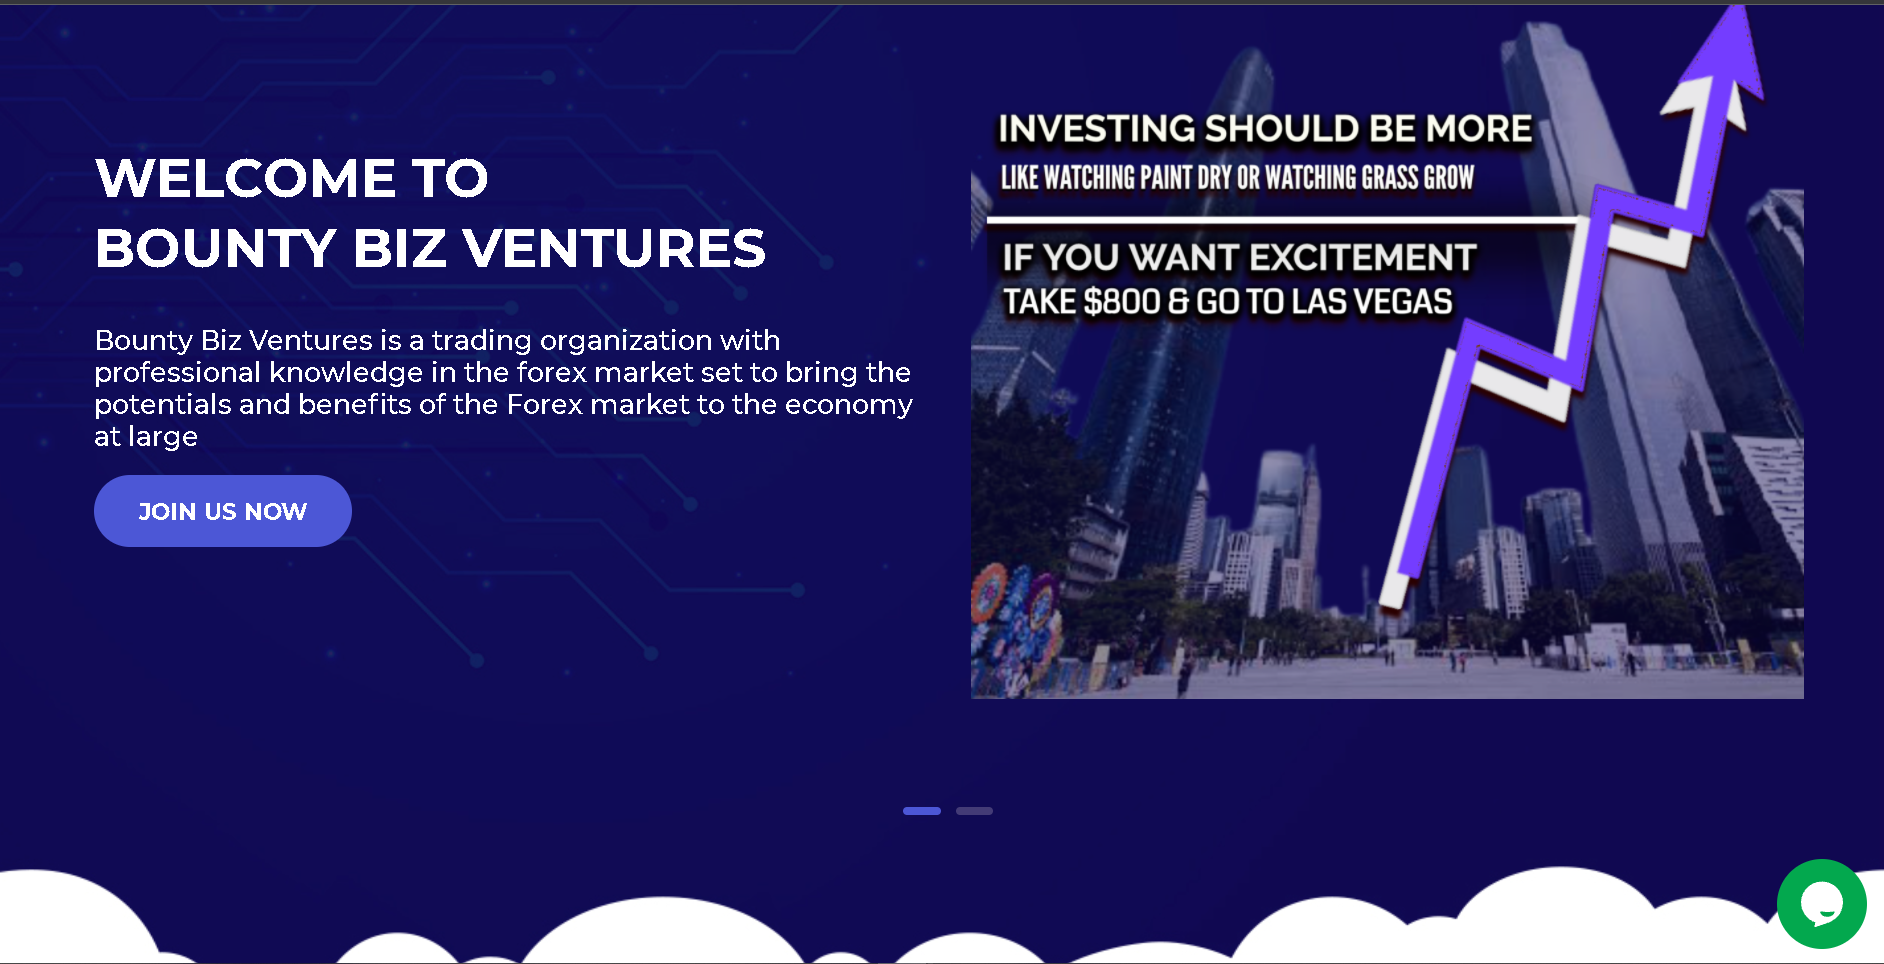 WELCOME TO
BOUNTY BIZ VENTURES
Bounty Biz Ventures is a trading organization with
professional knowledge in the forex market set to bring the
potentials and benefits of the Forex market to the economy
at large
JOIN US NOW
INVESTING SHOULD BE MORE
LIKE WATCHING PAINT DRY OR WATCHING GRASS GROW
IF YOU WANT EXCITEMENT
TAKE $800 & GO TO LAS VEGAS